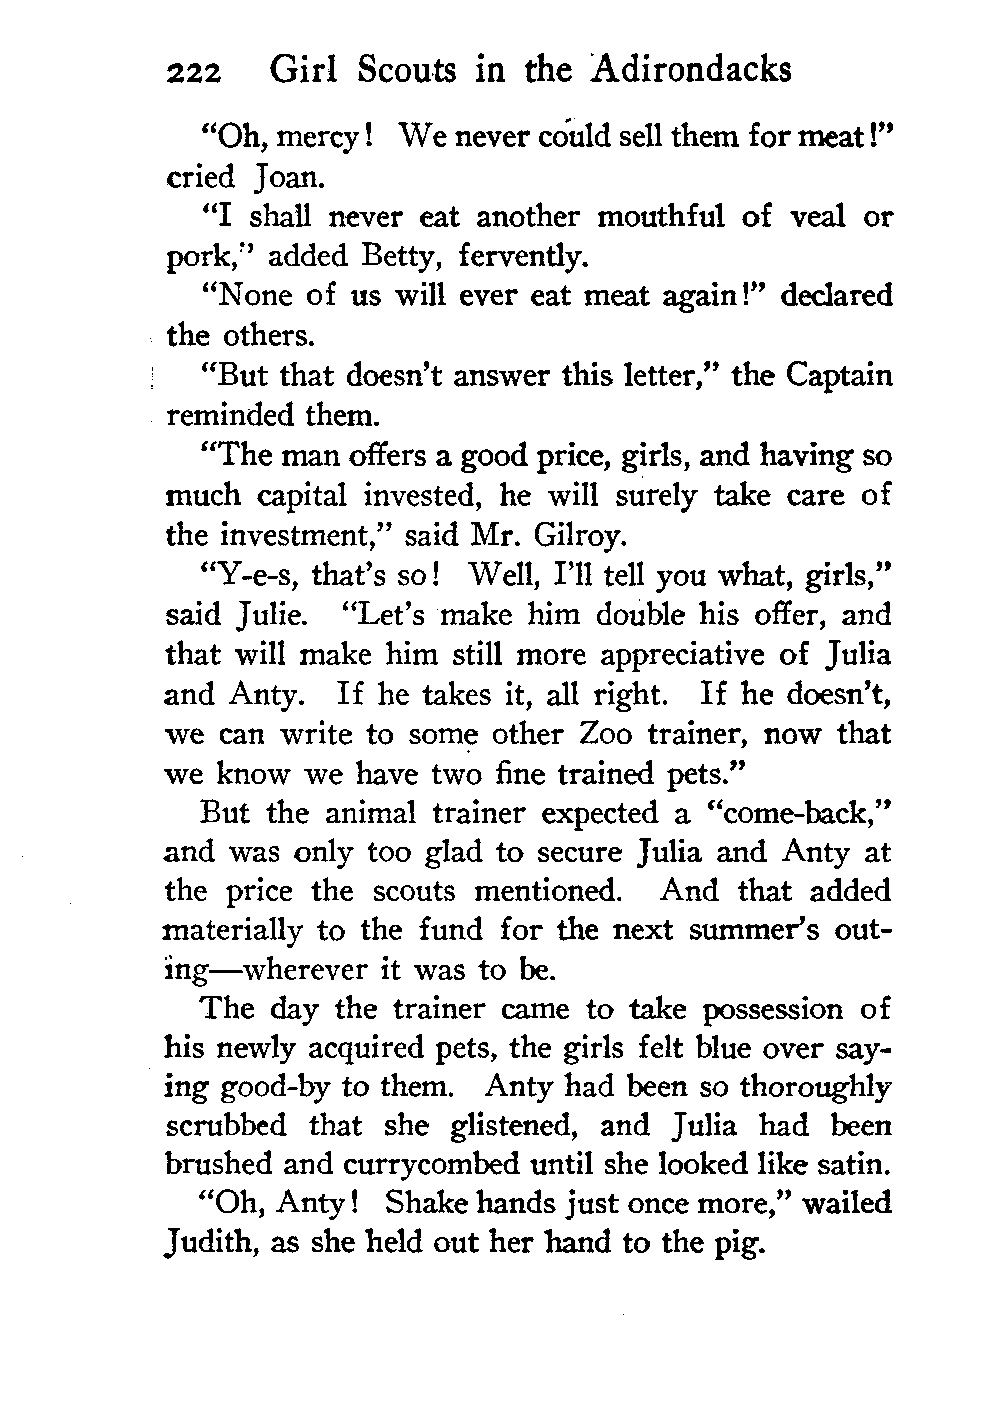 222 Girl Scouts in the Adirondacks
“Oh, mercy! We never could sell them for meat!”
cried Joan.
“I shall never eat another mouthful of veal or
pork,” added Betty, fervently.
“None of us will ever eat meat again!” declared
the others.
“But that doesn’t answer this letter,” the Captain
reminded them.
“The man offers a good price, girls, and having so
much capital invested, he will surely take care of
the investment,” said Mr. Gilroy.
“Y-e-s, that’s so! Well, I’ll tell you what, girls,”
said Julie. “Let’s make him double his offer, and
that will make him still more appreciative of Julia
and Anty. If he takes it, all right. If he doesn’t,
we can write to some other Zoo trainer, now that
we know we have two fine trained pets.”
But the animal trainer expected a “come-back,”
and was only too glad to secure Julia and Anty at
the price the scouts mentioned. And that added
materially to the fund for the next summer’s out-
ing—wherever it was to be.
The day the trainer came to take possession of
his newly acquired pets, the girls felt blue over say-
ing good-by to them. Anty had been so thoroughly
scrubbed that she glistened, and Julia had been
brushed and currycombed until she looked like satin.
“Oh, Anty! Shake hands just once more,” wailed
Judith, as she held out her hand to the pig.